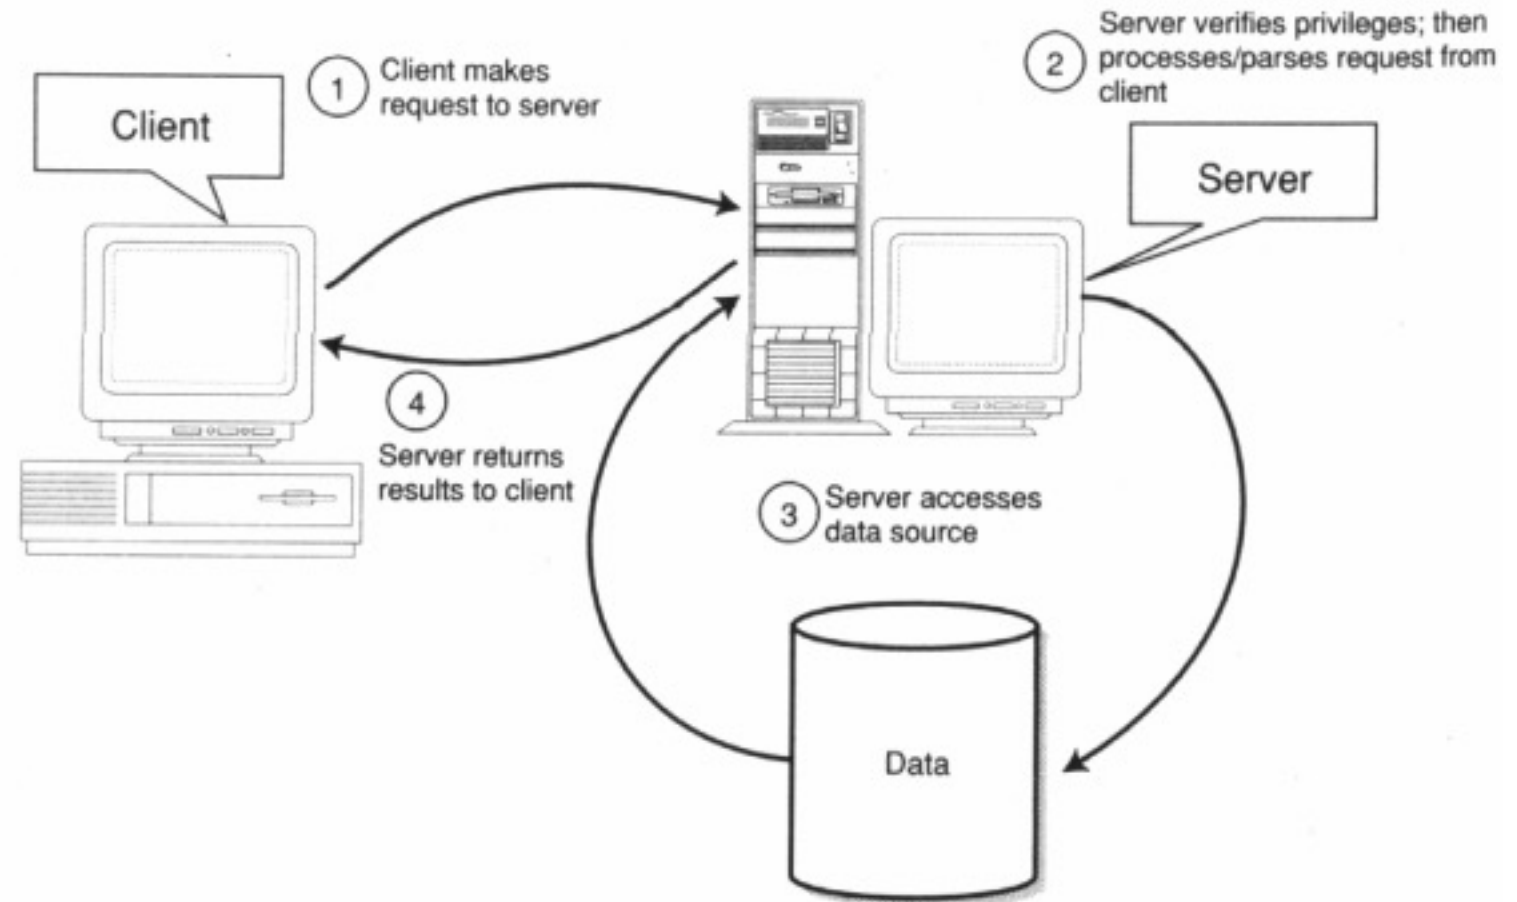 Client
1
Client makes
request to server
2
Server verifies privileges; then
processes/parses request from
client
Server
4
Server returns
results to client
3
Server accesses
data source
Data